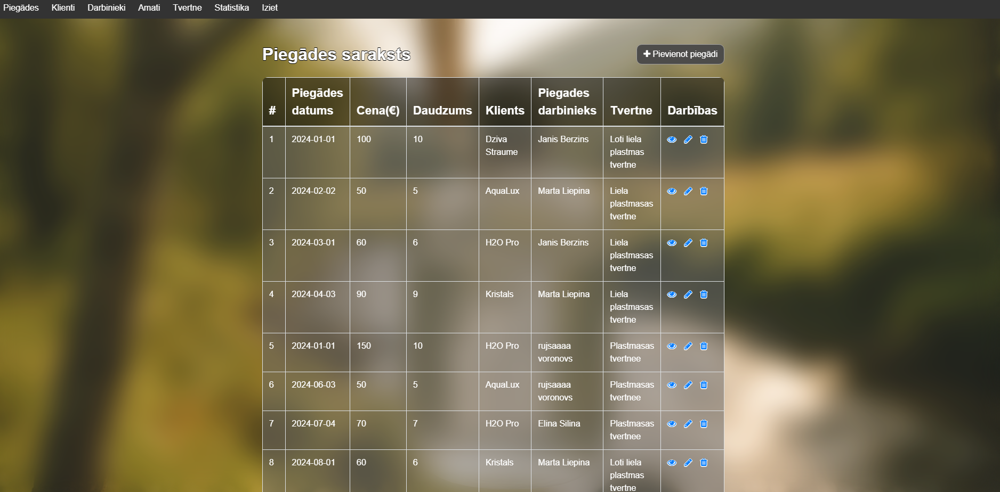 Piegādes Klienti Darbinieki Amati Tvertne Statistika Iziet
Piegādes saraksts
Pievienot piegādi
# Piegādes datums Cena(€) Daudzums Klients Piegades darbinieks Tvertne Darbības
1 2024-01-01 100 10 Dziva Straume Janis Berzins Loti liela plastmas tvertne
2 2024-02-02 50 5 AquaLux Marta Liepina Liela plastmasas tvertne
3 2024-03-01 60 6 H2O Pro Janis Berzins Liela plastmasas tvertne
4 2024-04-03 90 9 Kristals Marta Liepina Liela plastmasas tvertne
5 2024-01-01 150 10 H2O Pro rujsaaaa voronovs Plastmasas tvertnee
6 2024-06-03 50 5 AquaLux rujsaaaa voronovs Plastmasas tvertnee
7 2024-07-04 70 7 H2O Pro Elina Silina Plastmasas tvertnee
8 2024-08-01 60 6 Kristals Marta Liepina Loti liela plastmas tvertne